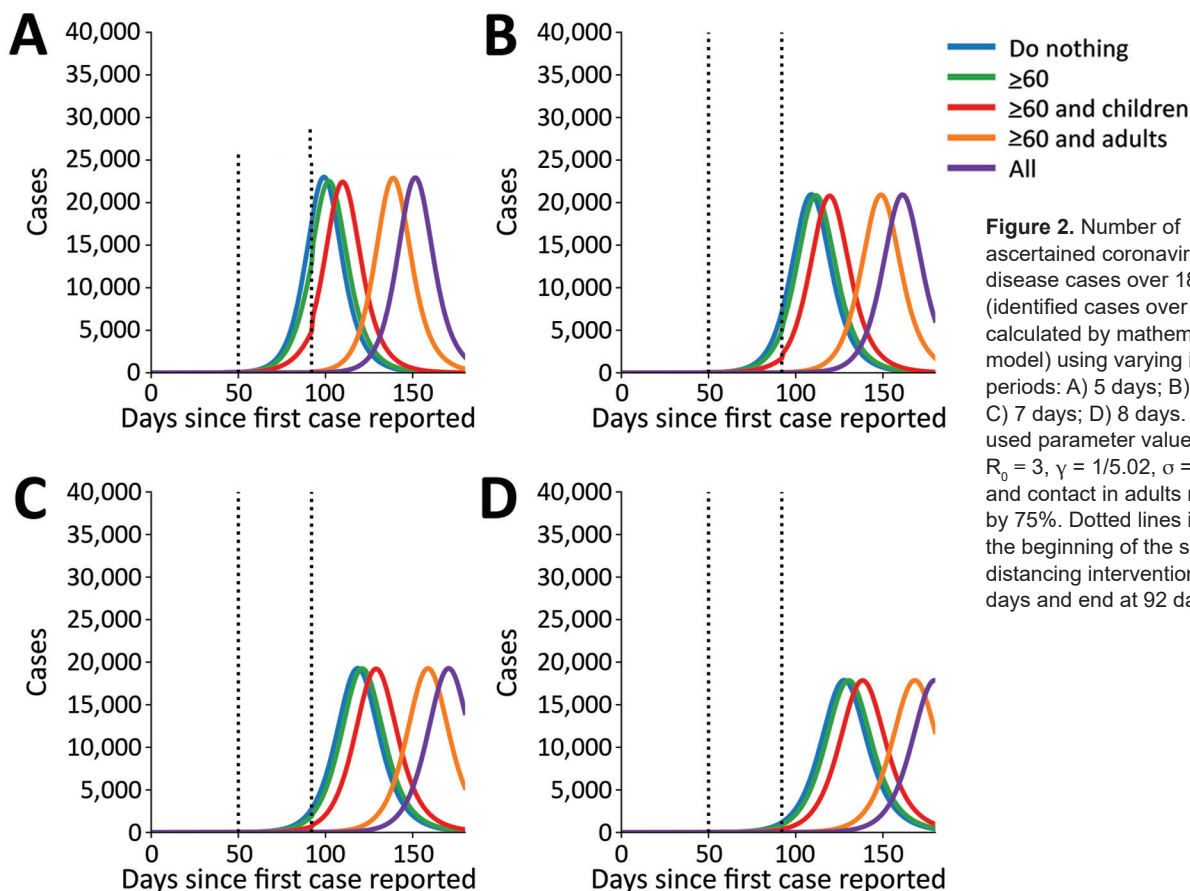 A
40,000
35,000
30,000
25,000
20,000
15,000
10,000
5,000
0
Cases
0 50 100 150
Days since first case reported
B
40,000
35,000
30,000
25,000
20,000
15,000
10,000
5,000
0
Cases
0 50 100 150
Days since first case reported
Do nothing
≥60
≥60 and children
≥60 and adults
All
Figure 2. Number of
ascertained
disease cases over
(identified cases over
calculated by
model) using varying
periods: A) 5 days; B)
C) 7 days; D) 8 days.
used parameter
R₀ = 3, γ = 1/5.02, σ =
and contact in adults
by 75%. Dotted lines
the beginning of the
distancing
days and end at 92
C
40,000
35,000
30,000
25,000
20,000
15,000
10,000
5,000
0
Cases
0 50 100 150
Days since first case reported
D
40,000
35,000
30,000
25,000
20,000
15,000
10,000
5,000
0
Cases
0 50 100 150
Days since first case reported